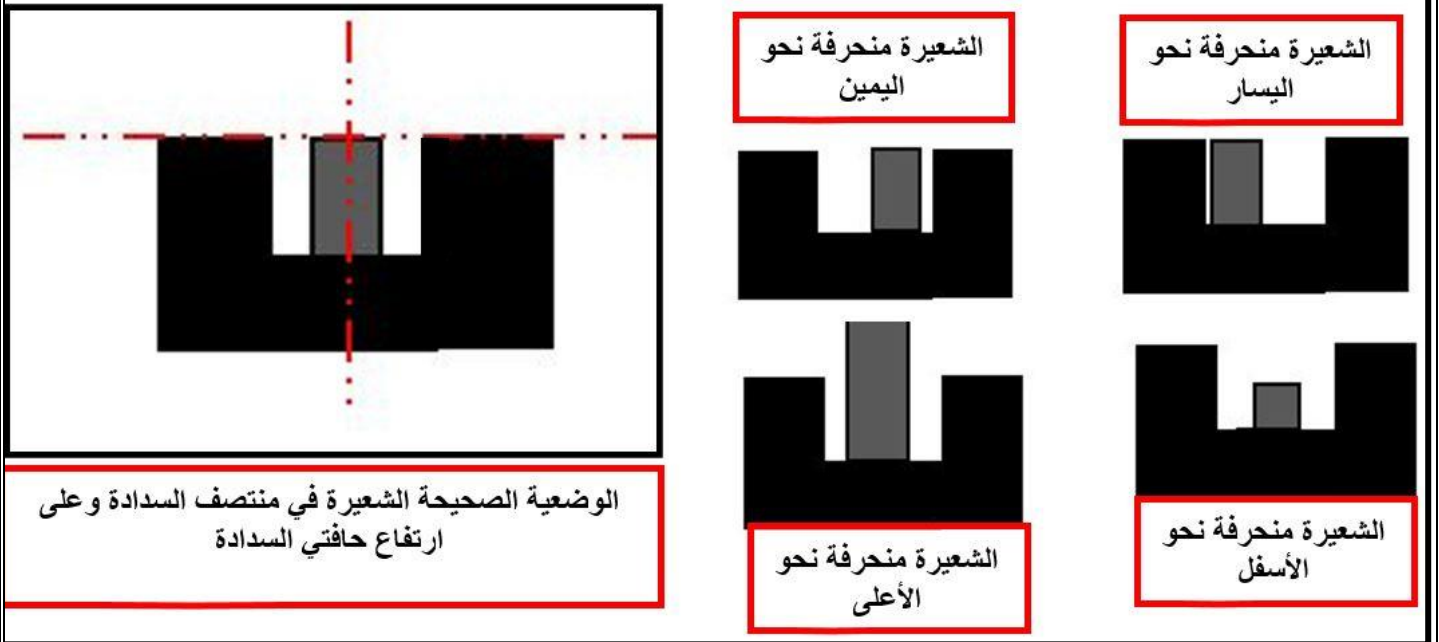 الشعيرة منحرفة نحو
اليسار
الشعيرة منحرفة نحو
اليمين
الوضعية الصحيحة الشعيرة في منتصف السدادة وعلى
ارتفاع حافتي السدادة
الشعيرة منحرفة نحو
الأسفل
الشعيرة منحرفة نحو
الأعلى